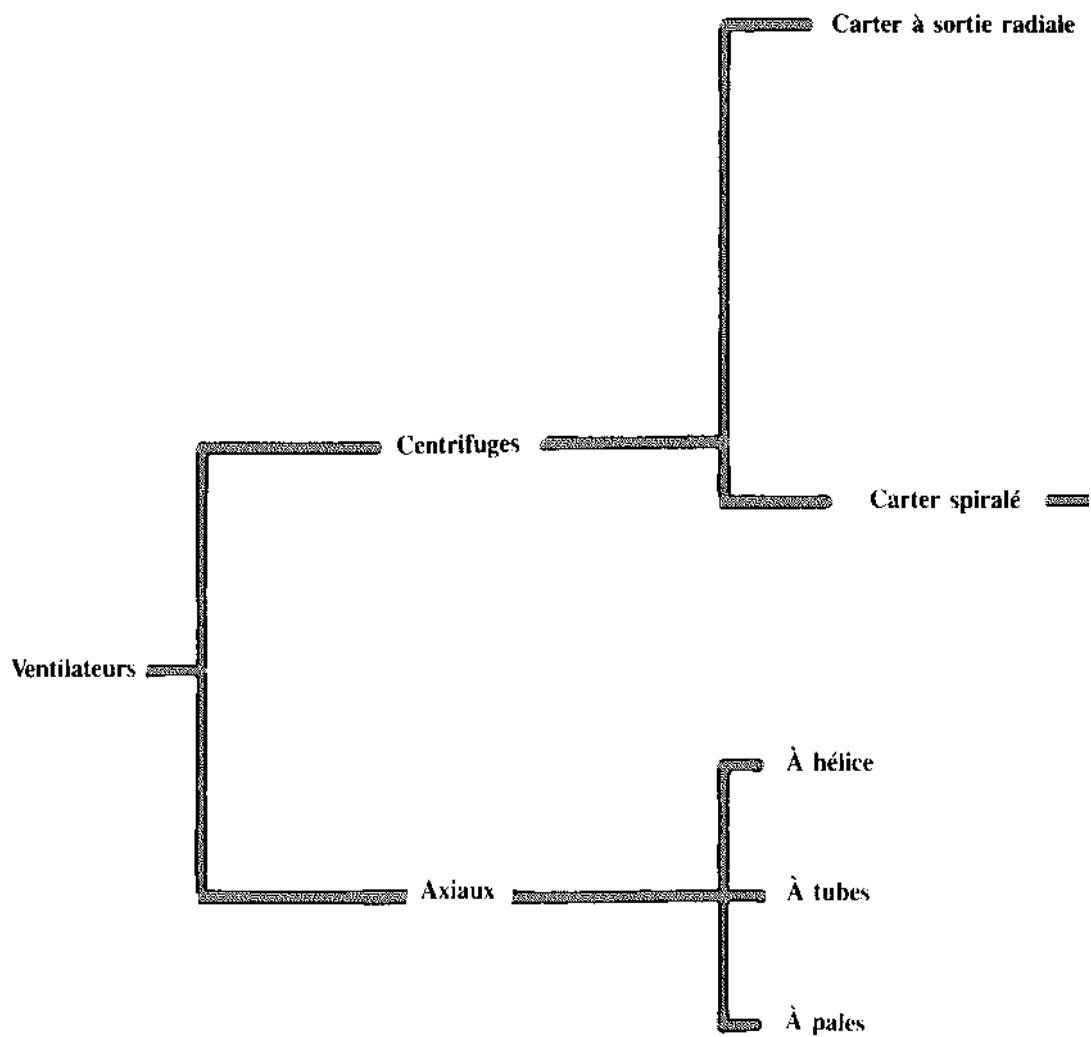 Carter à sortie radiale
Centrifuges
Carter spiralé
Ventilateurs
À hélice
Axiaux
À tubes
À pales